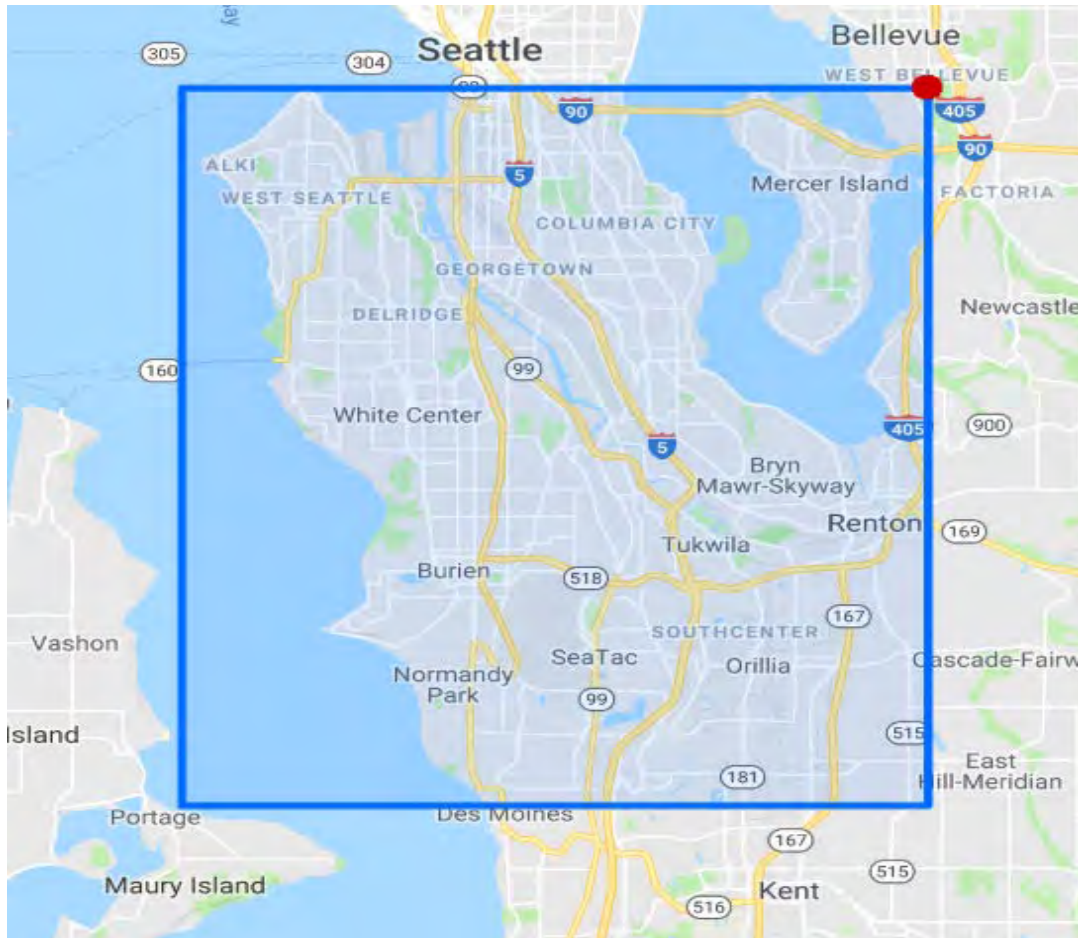 Bay
Seattle
Bellevue
305
304
WEST BELLEVUE
99
90
405
90
ALKI
5
WEST SEATTLE
Mercer Island
FACTORIA
COLUMBIA CITY
GEORGETOWN
Newcastle
DELRIDGE
160
99
White Center
405
900
5
Bryn
Mawr-Skyway
Renton
169
Tukwila
Burien
518
167
Vashon
SOUTHCENTER
SeaTac
Orillia
Cascade-Fairw
Normandy
Park
99
Island
515
East
Hill-Meridian
181
Portage
Des Moines
167
515
Maury Island
Kent
516